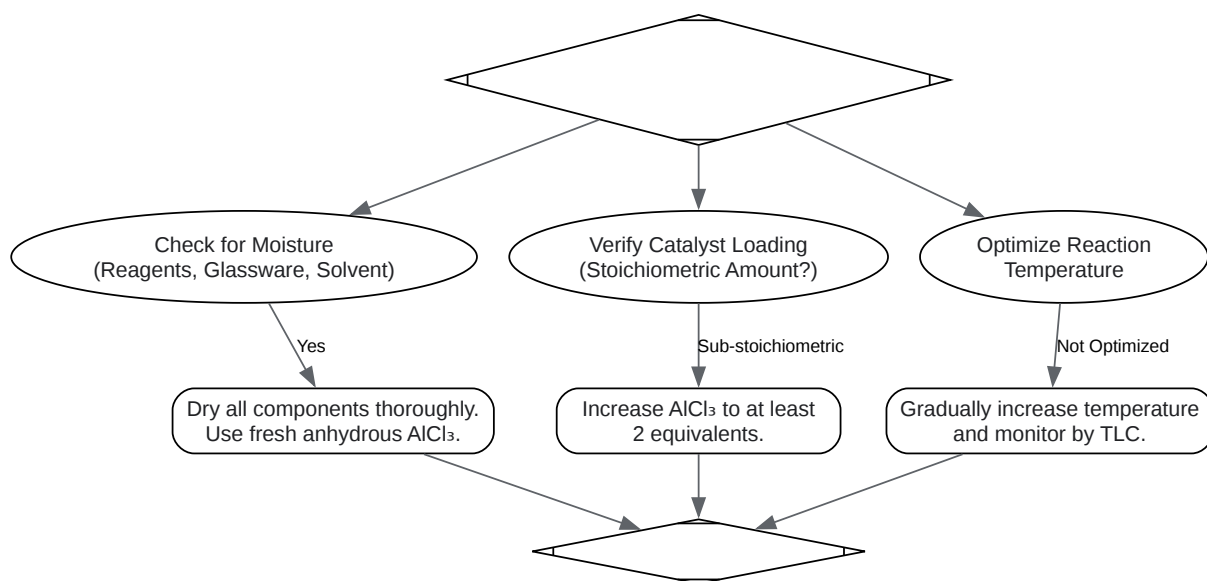 Check for Moisture
(Reagents, Glassware, Solvent)
Verify Catalyst Loading
(Stoichiometric Amount?)
Optimize Reaction
Temperature
Yes
Sub-stoichiometric
Not Optimized
Dry all components thoroughly.
Use fresh anhydrous AlCl₃.
Increase AlCl₃ to at least
2 equivalents.
Gradually increase temperature
and monitor by TLC.